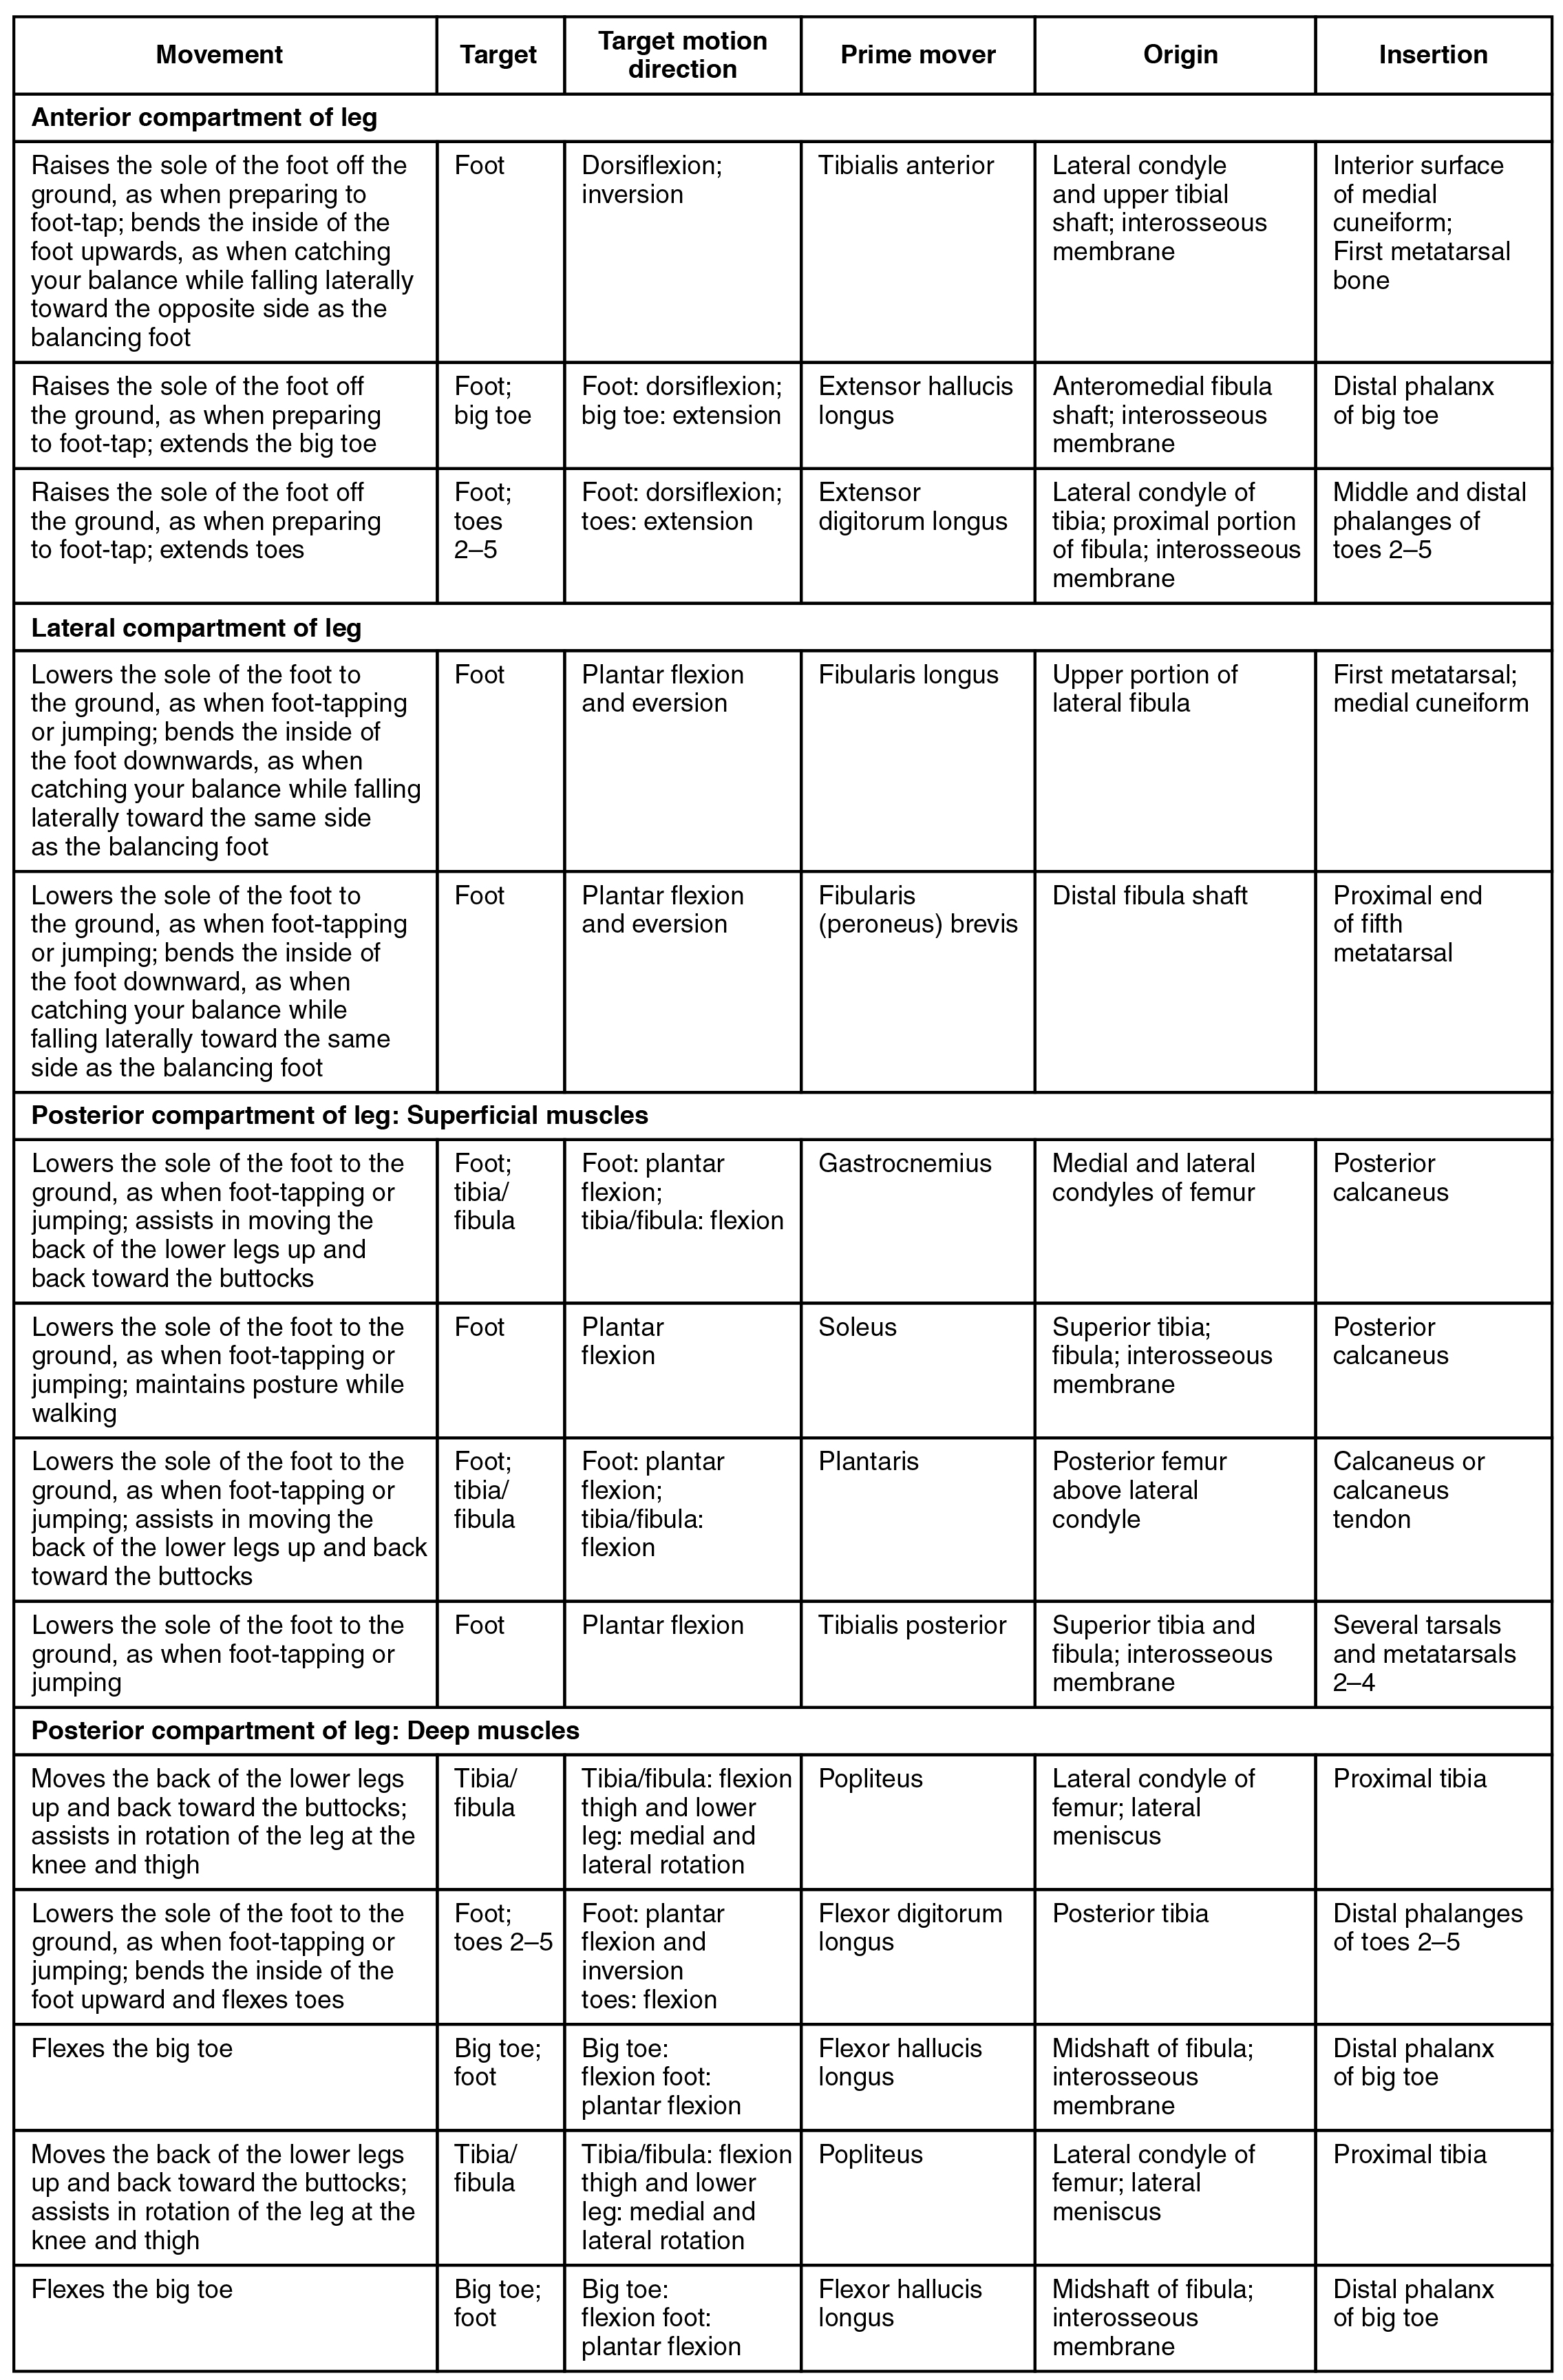 Movement
Target
Target motion
direction
Prime mover
Origin
Insertion
Anterior compartment of leg
Raises the sole of the foot off the
ground, as when preparing to
foot-tap; bends the inside of the
foot upwards, as when catching
your balance while falling laterally
toward the opposite side as the
balancing foot
Foot
Dorsiflexion;
inversion
Tibialis anterior
Lateral condyle
and upper tibial
shaft; interosseous
membrane
Interior surface
of medial
cuneiform;
First metatarsal
bone
Raises the sole of the foot off
the ground, as when preparing
to foot-tap; extends the big toe
Foot;
big toe
Foot: dorsiflexion;
big toe: extension
Extensor hallucis
longus
Anteromedial fibula
shaft; interosseous
membrane
Distal phalanx
of big toe
Raises the sole of the foot off
the ground, as when preparing
to foot-tap; extends toes
Foot;
toes
2–5
Foot: dorsiflexion;
toes: extension
Extensor
digitorum longus
Lateral condyle of
tibia; proximal portion
of fibula; interosseous
membrane
Middle and distal
phalanges of
toes 2–5
Lateral compartment of leg
Lowers the sole of the foot to
the ground, as when foot-tapping
or jumping; bends the inside of
the foot downwards, as when
catching your balance while falling
laterally toward the same side
as the balancing foot
Foot
Plantar flexion
and eversion
Fibularis longus
Upper portion of
lateral fibula
First metatarsal;
medial cuneiform
Lowers the sole of the foot to
the ground, as when foot-tapping
or jumping; bends the inside of
the foot downward, as when
catching your balance while
falling laterally toward the same
side as the balancing foot
Foot
Plantar flexion
and eversion
Fibularis
(peroneus) brevis
Distal fibula shaft
Proximal end
of fifth
metatarsal
Posterior compartment of leg: Superficial muscles
Lowers the sole of the foot to the
ground, as when foot-tapping or
jumping; assists in moving the
back of the lower legs up and
back toward the buttocks
Foot;
tibia/
fibula
Foot: plantar
flexion;
tibia/fibula: flexion
Gastrocnemius
Medial and lateral
condyles of femur
Posterior
calcaneus
Lowers the sole of the foot to the
ground, as when foot-tapping or
jumping; maintains posture while
walking
Foot
Plantar
flexion
Soleus
Superior tibia;
fibula; interosseous
membrane
Posterior
calcaneus
Lowers the sole of the foot to the
ground, as when foot-tapping or
jumping; assists in moving the
back of the lower legs up and back
toward the buttocks
Foot;
tibia/
fibula
Foot: plantar
flexion;
tibia/fibula:
flexion
Plantaris
Posterior femur
above lateral
condyle
Calcaneus or
calcaneus
tendon
Lowers the sole of the foot to the
ground, as when foot-tapping or
jumping
Foot
Plantar flexion
Tibialis posterior
Superior tibia and
fibula; interosseous
membrane
Several tarsals
and metatarsals
2–4
Posterior compartment of leg: Deep muscles
Moves the back of the lower legs
up and back toward the buttocks;
assists in rotation of the leg at the
knee and thigh
Tibia/
fibula
Tibia/fibula: flexion
thigh and lower
leg: medial and
lateral rotation
Popliteus
Lateral condyle of
femur; lateral
meniscus
Proximal tibia
Lowers the sole of the foot to the
ground, as when foot-tapping or
jumping; bends the inside of the
foot upward and flexes toes
Foot;
toes 2–5
Foot: plantar
flexion and
inversion
toes: flexion
Flexor digitorum
longus
Posterior tibia
Distal phalanges
of toes 2–5
Flexes the big toe
Big toe;
foot
Big toe:
flexion foot:
plantar flexion
Flexor hallucis
longus
Midshaft of fibula;
interosseous
membrane
Distal phalanx
of big toe
Moves the back of the lower legs
up and back toward the buttocks;
assists in rotation of the leg at the
knee and thigh
Tibia/
fibula
Tibia/fibula: flexion
thigh and lower
leg: medial and
lateral rotation
Popliteus
Lateral condyle of
femur; lateral
meniscus
Proximal tibia
Flexes the big toe
Big toe;
foot
Big toe:
flexion foot:
plantar flexion
Flexor hallucis
longus
Midshaft of fibula;
interosseous
membrane
Distal phalanx
of big toe